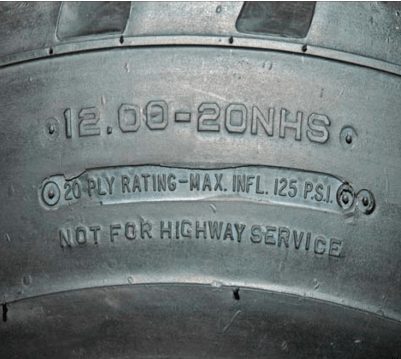 12.00-20NHS
20 PLY RATING-MAX. INFL. 125 P.S.I.
NOT FOR HIGHWAY SERVICE